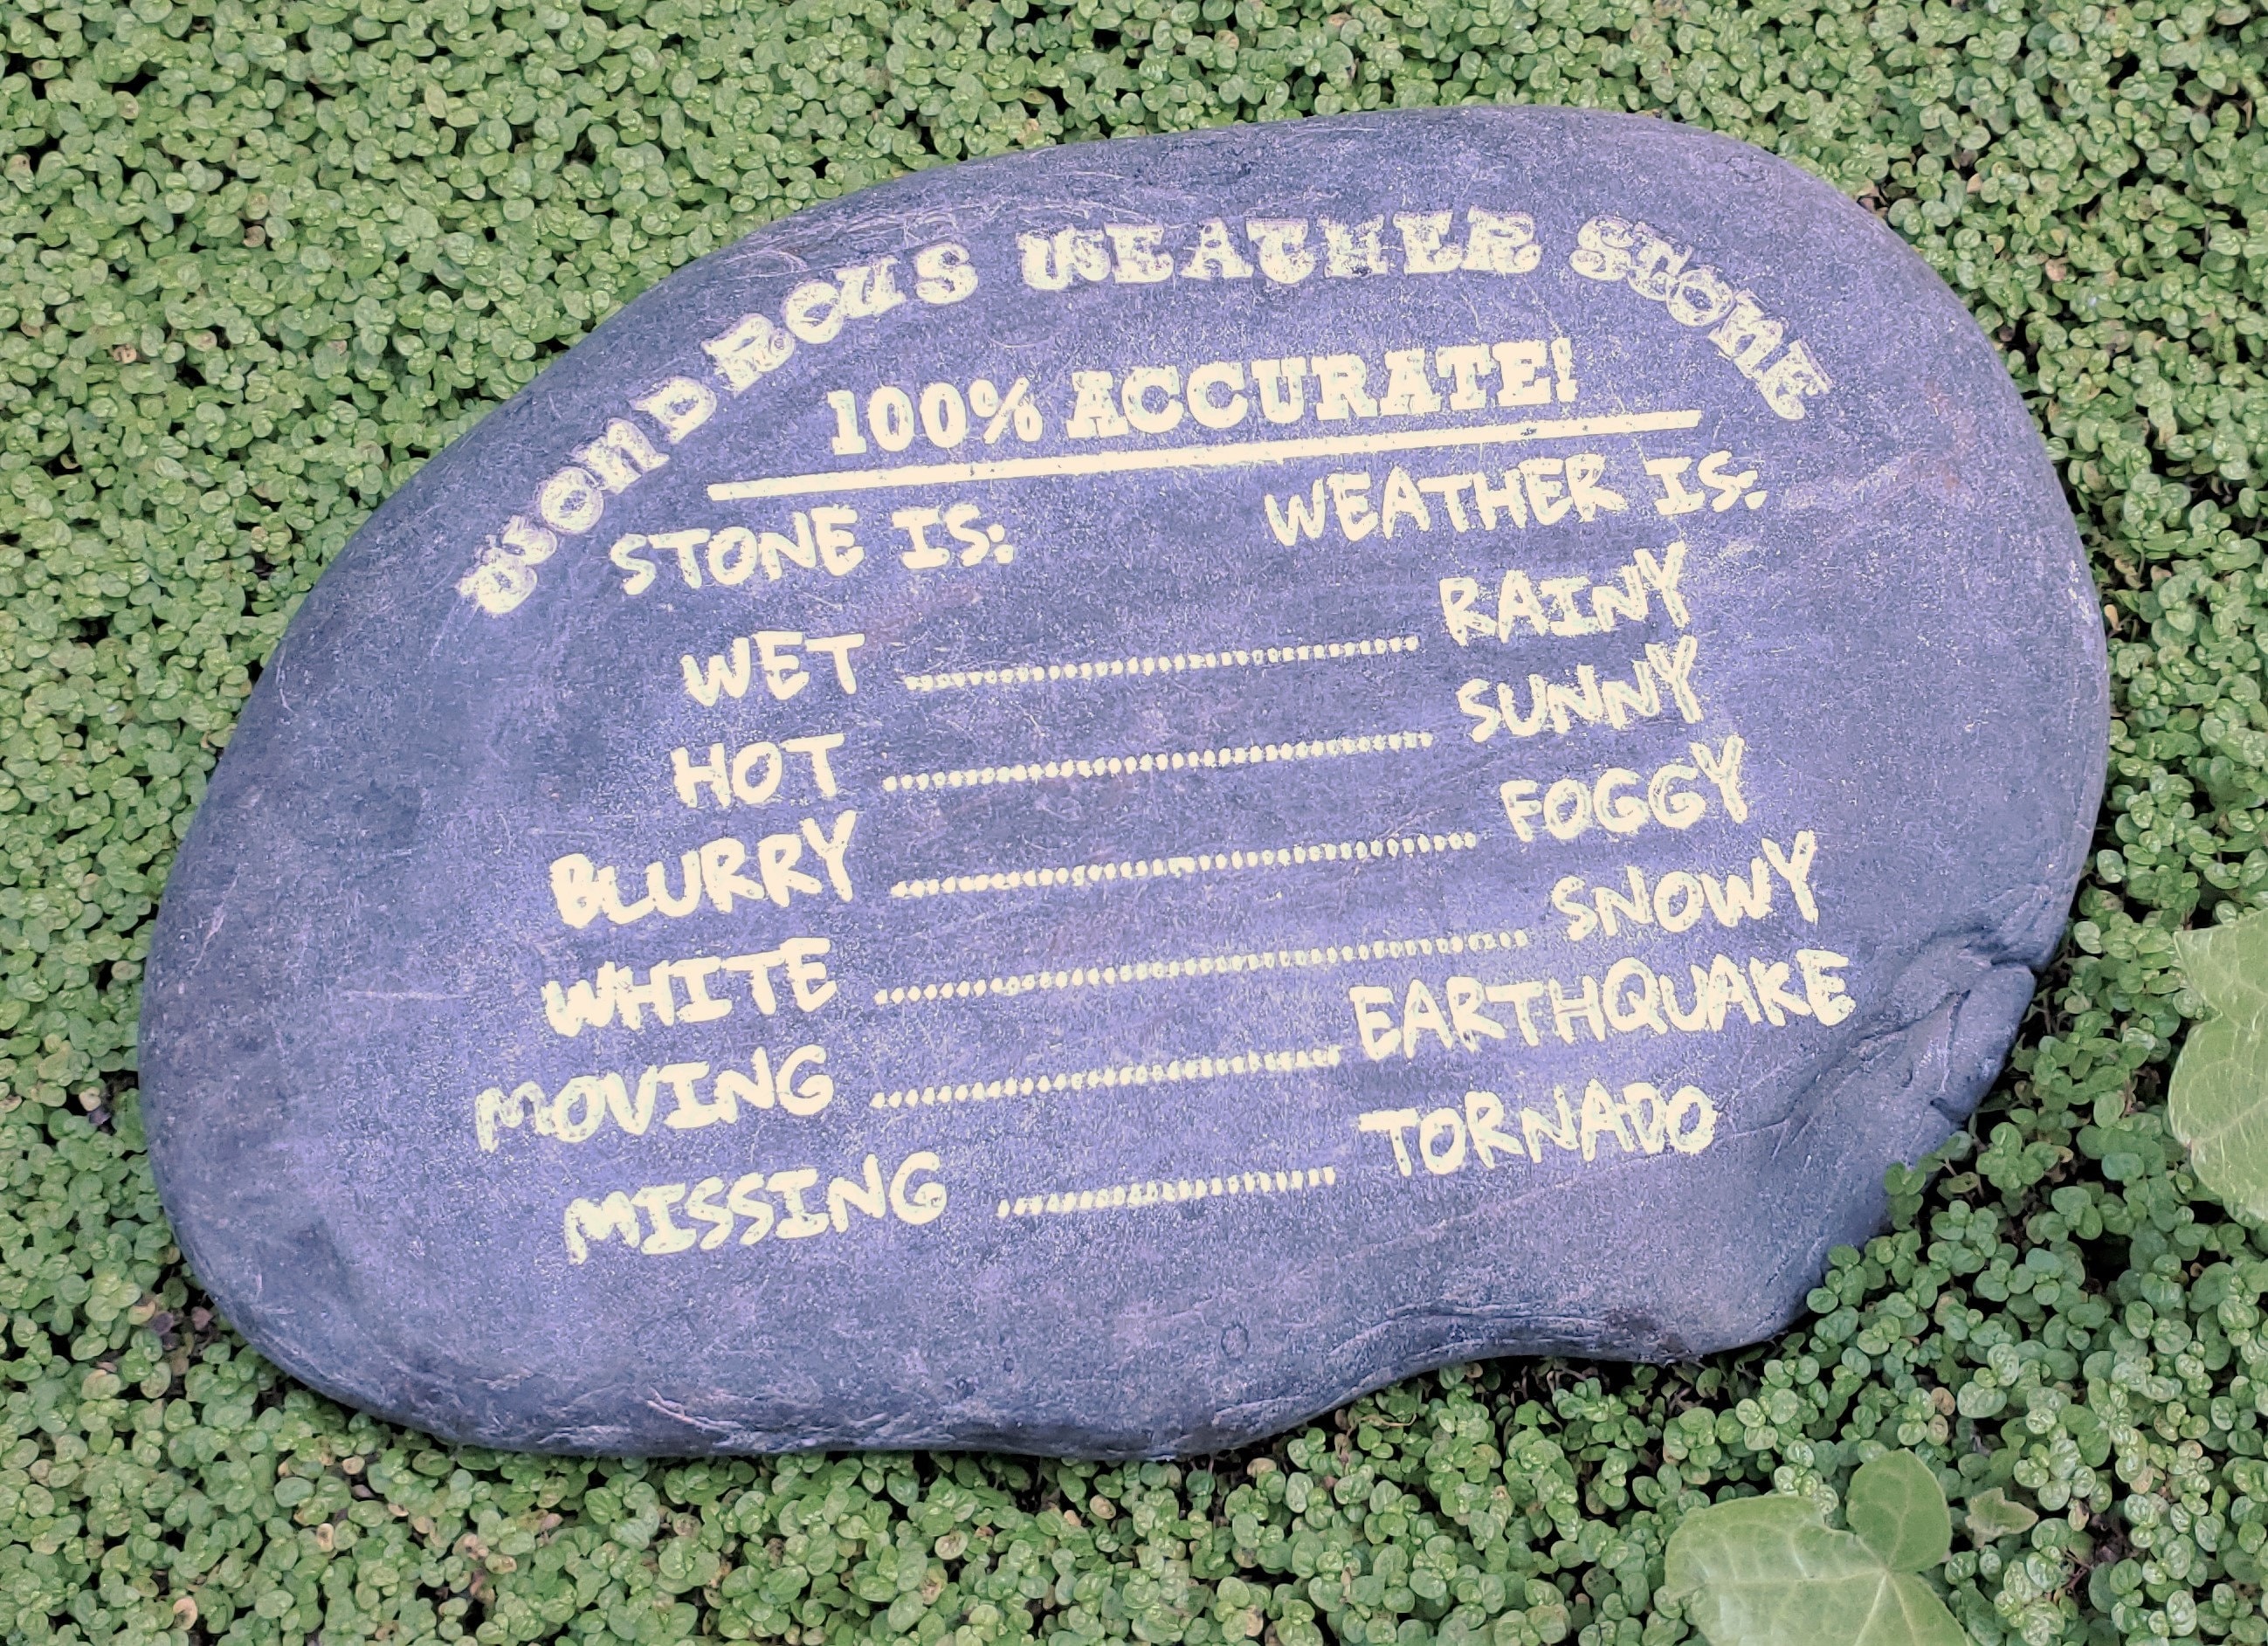 WONDROUS WEATHER STONE
100% ACCURATE!
STONE IS: WEATHER IS:
WET ........................ RAINY
HOT ........................ SUNNY
BLURRY ........................ FOGGY
WHITE ........................ SNOWY
MOVING ........................ EARTHQUAKE
MISSING ........................ TORNADO